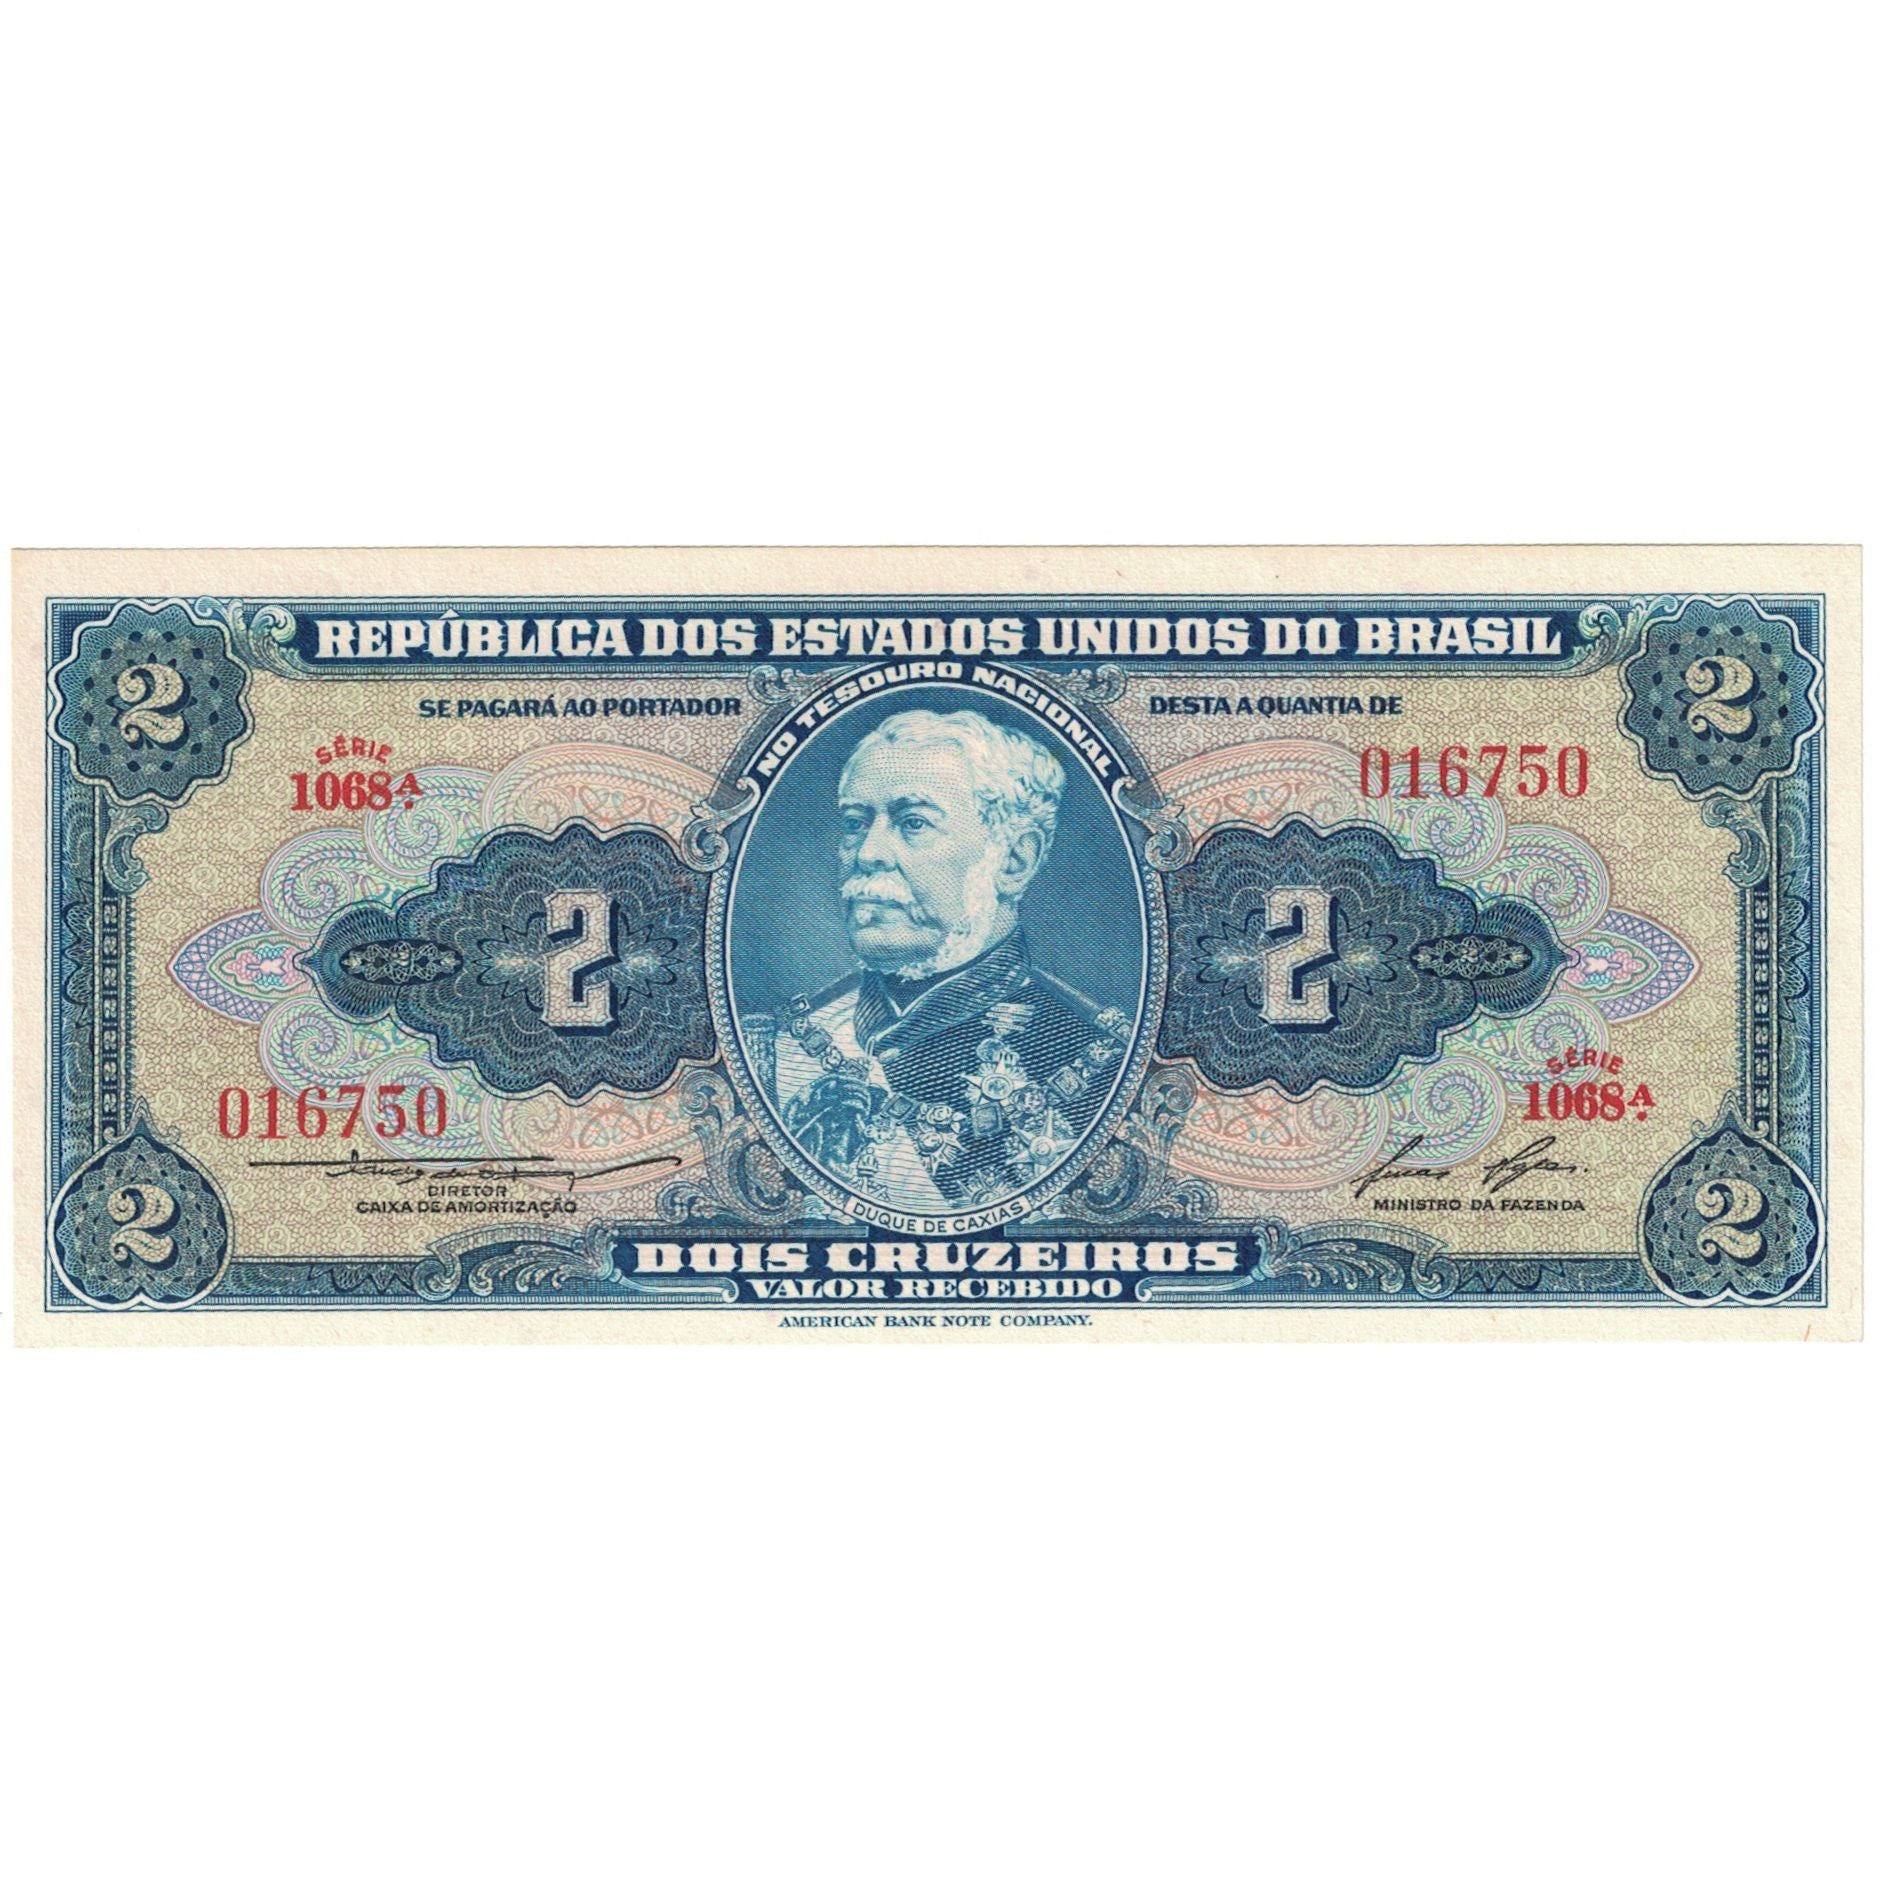 REPÚBLICA DOS ESTADOS UNIDOS DO BRASIL
2
2
NO TESOURO NACIONAL
SE PAGARÁ AO PORTADOR
DESTA A QUANTIA DE
SÉRIE
1068A.
016750
2
2
016750
SÉRIE
1068A.
DIRETOR
CAIXA DE AMORTIZAÇÃO
MINISTRO DA FAZENDA
2
2
DUQUE DE CAXIAS
DOIS CRUZEIROS
VALOR RECEBIDO
AMERICAN BANK NOTE COMPANY.